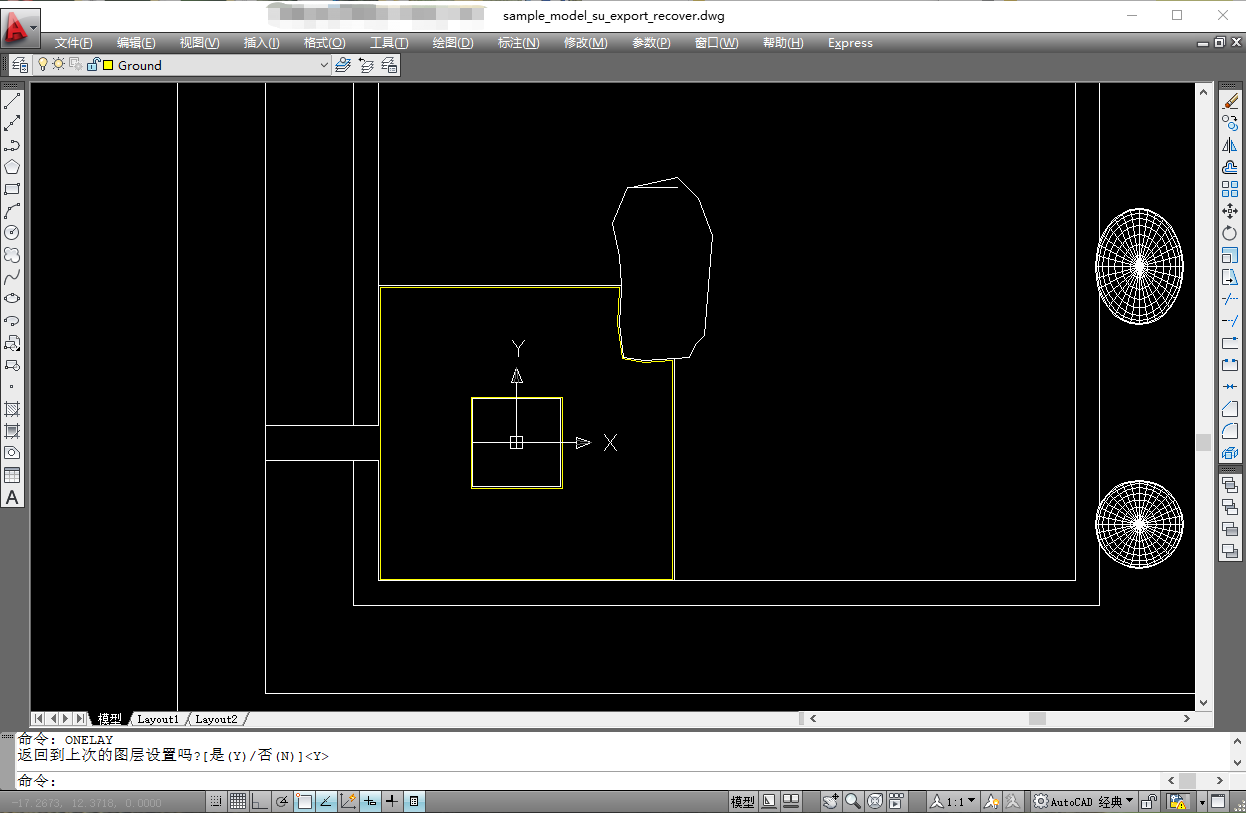 sample_model_su_export_recover.dwg
文件(F) 编辑(E) 视图(V) 插入(I) 格式(O) 工具(T) 绘图(D) 标注(N) 修改(M) 参数(P) 窗口(W) 帮助(H) Express
Ground
Y
X
模型 Layout1 Layout2
命令: ONELAY
返回到上次的图层设置吗?[是(Y)/否(N)]<Y>
命令:
-17.2673, 12.3718, 0.0000 模型 1:1 AutoCAD 经典